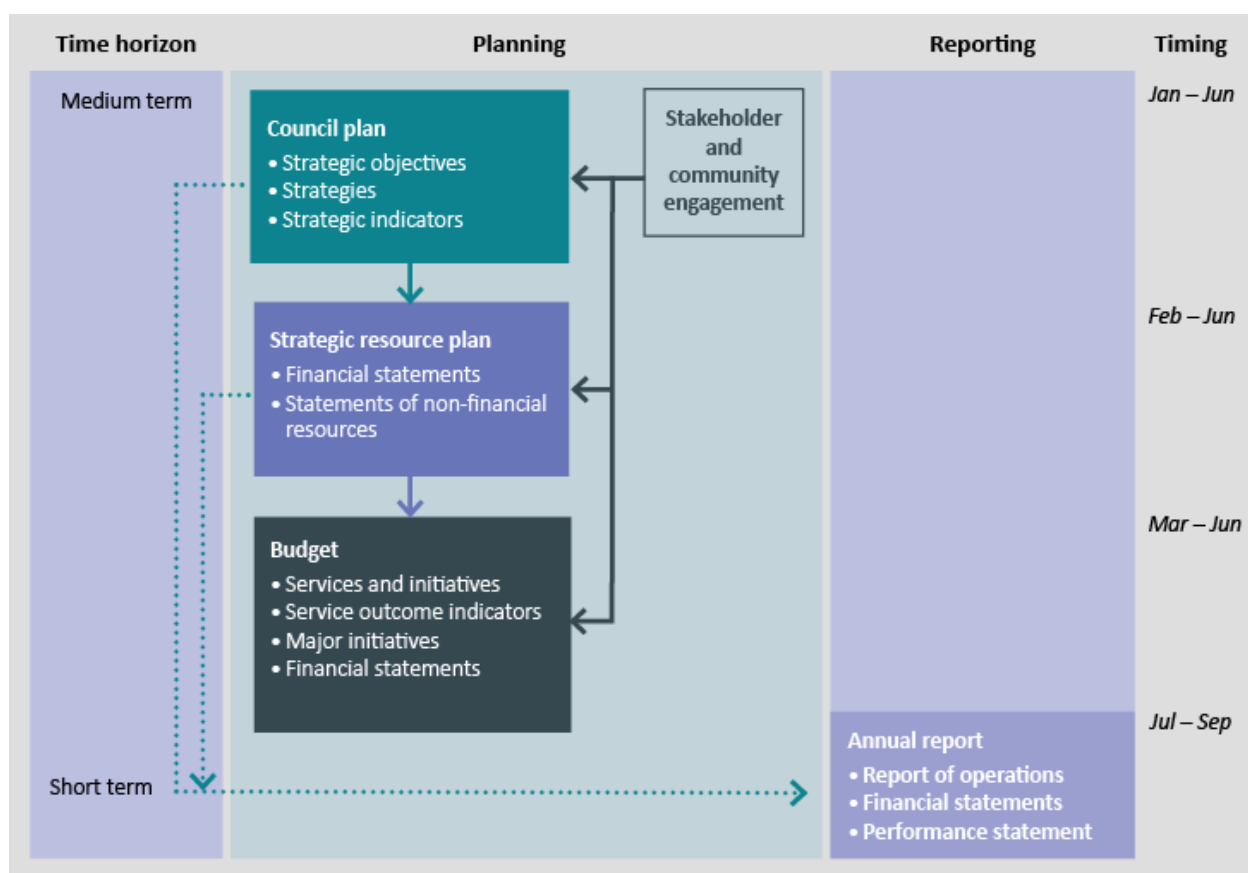 Time horizon
Planning
Reporting
Timing
Medium term
Jan – Jun
Council plan
• Strategic objectives
• Strategies
• Strategic indicators
Stakeholder
and
community
engagement
Feb – Jun
Strategic resource plan
• Financial statements
• Statements of non-financial
resources
Mar – Jun
Budget
• Services and initiatives
• Service outcome indicators
• Major initiatives
• Financial statements
Jul – Sep
Short term
Annual report
• Report of operations
• Financial statements
• Performance statement